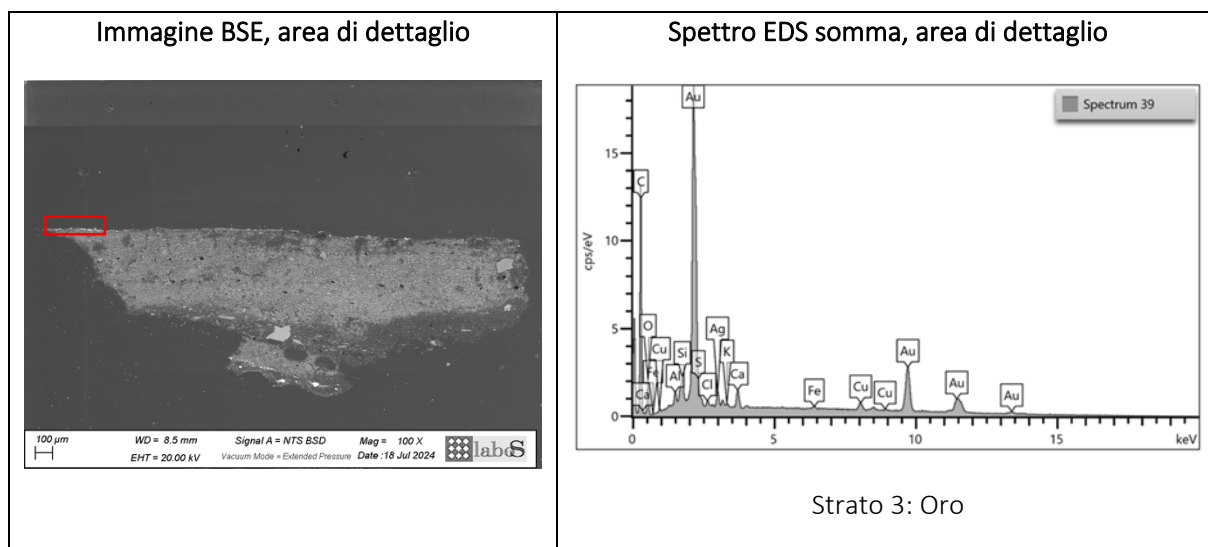 Immagine BSE, area di dettaglio
Spettro EDS somma, area di dettaglio
100 µm
WD = 8.5 mm
Signal A = NTS BSD
Mag = 100 X
EHT = 20.00 kV
Vacuum Mode = Extended Pressure
Date :18 Jul 2024
laboS
Spectrum 39
cps/eV
15
10
5
0
C
O
Ca
Fe
Cu
Al
Si
Au
S
Cl
Ag
K
Ca
Fe
Cu
Cu
Au
Au
Au
0
5
10
15
keV
Strato 3: Oro